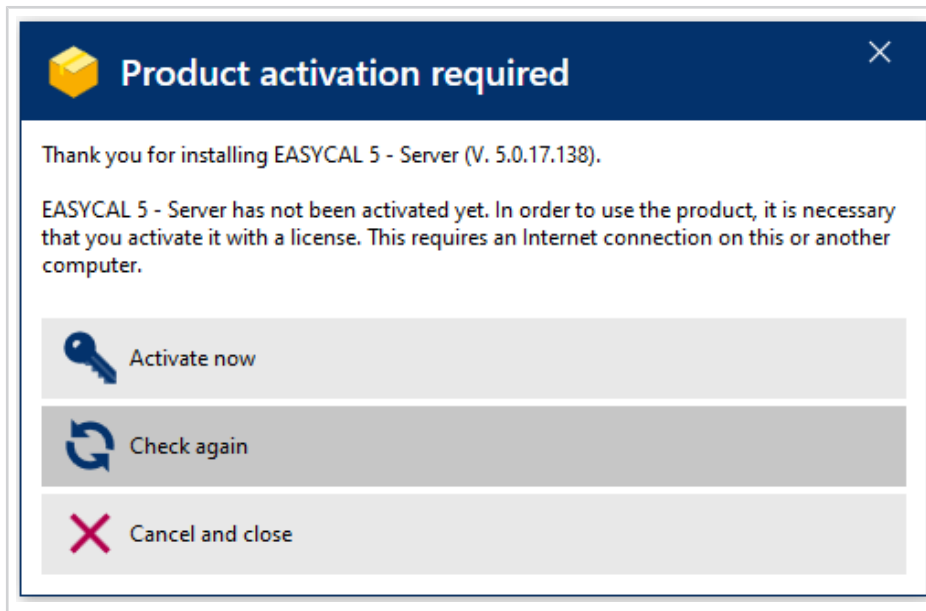 Product activation required
Thank you for installing EASYCAL 5 - Server (V. 5.0.17.138).
EASYCAL 5 - Server has not been activated yet. In order to use the product, it is necessary
that you activate it with a license. This requires an Internet connection on this or another
computer.
Activate now
Check again
Cancel and close